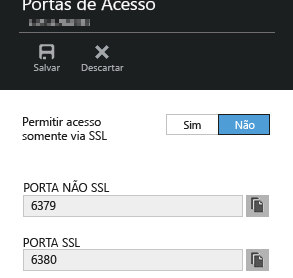 Portas de Acesso
Salvar Descartar
Permitir acesso Sim Não
somente via SSL
PORTA NÃO SSL
6379
PORTA SSL
6380